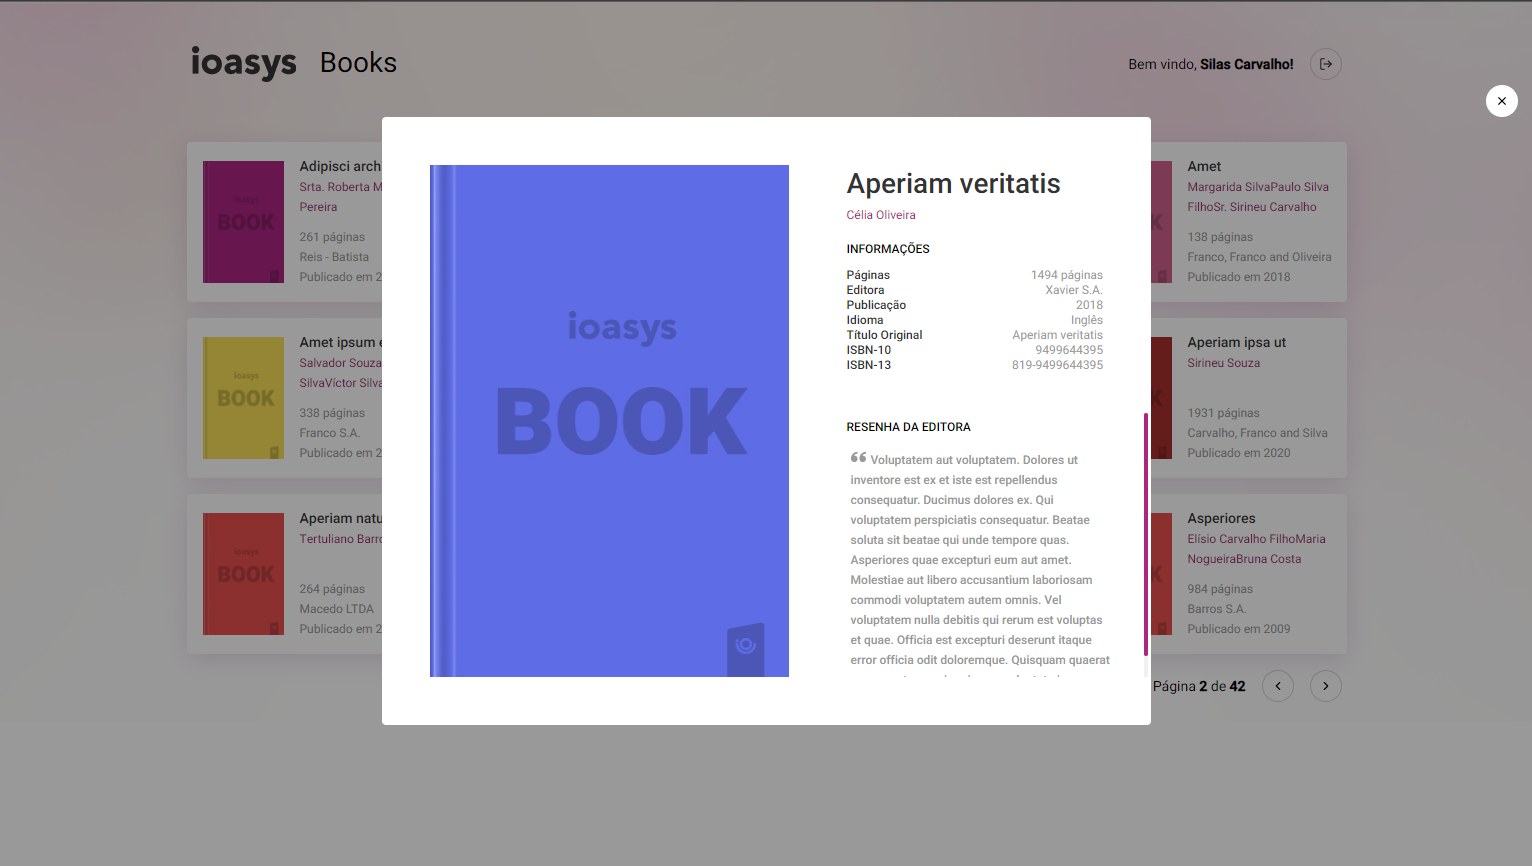 ioasys Books
Bem vindo, Silas Carvalho!
Adipisci arch
Srta. Roberta M
Pereira
261 páginas
Reis - Batista
Publicado em 2
ioasys
BOOK
Amet ipsum e
Salvador Souza
SilvaVíctor Silva
338 páginas
Franco S.A.
Publicado em 2
ioasys
BOOK
Aperiam natu
Tertuliano Barro
264 páginas
Macedo LTDA
Publicado em 2
ioasys
BOOK
ioasys
BOOK
Aperiam veritatis
Célia Oliveira
INFORMAÇÕES
Páginas 1494 páginas
Editora Xavier S.A.
Publicação 2018
Idioma Inglês
Título Original Aperiam veritatis
ISBN-10 9499644395
ISBN-13 819-9499644395
RESENHA DA EDITORA
Voluptatem aut voluptatem. Dolores ut
inventore est ex et iste est repellendus
consequatur. Ducimus dolores ex. Qui
voluptatem perspiciatis consequatur. Beatae
soluta sit beatae qui unde tempore quas.
Asperiores quae excepturi eum aut amet.
Molestiae aut libero accusantium laboriosam
commodi voluptatem autem omnis. Vel
voluptatem nulla debitis qui rerum est voluptas
et quae. Officia est excepturi deserunt itaque
error officia odit doloremque. Quisquam quaerat
K
Amet
Margarida SilvaPaulo Silva
FilhoSr. Sirineu Carvalho
138 páginas
Franco, Franco and Oliveira
Publicado em 2018
K
Aperiam ipsa ut
Sirineu Souza
1931 páginas
Carvalho, Franco and Silva
Publicado em 2020
K
Asperiores
Elísio Carvalho FilhoMaria
NogueiraBruna Costa
984 páginas
Barros S.A.
Publicado em 2009
Página 2 de 42